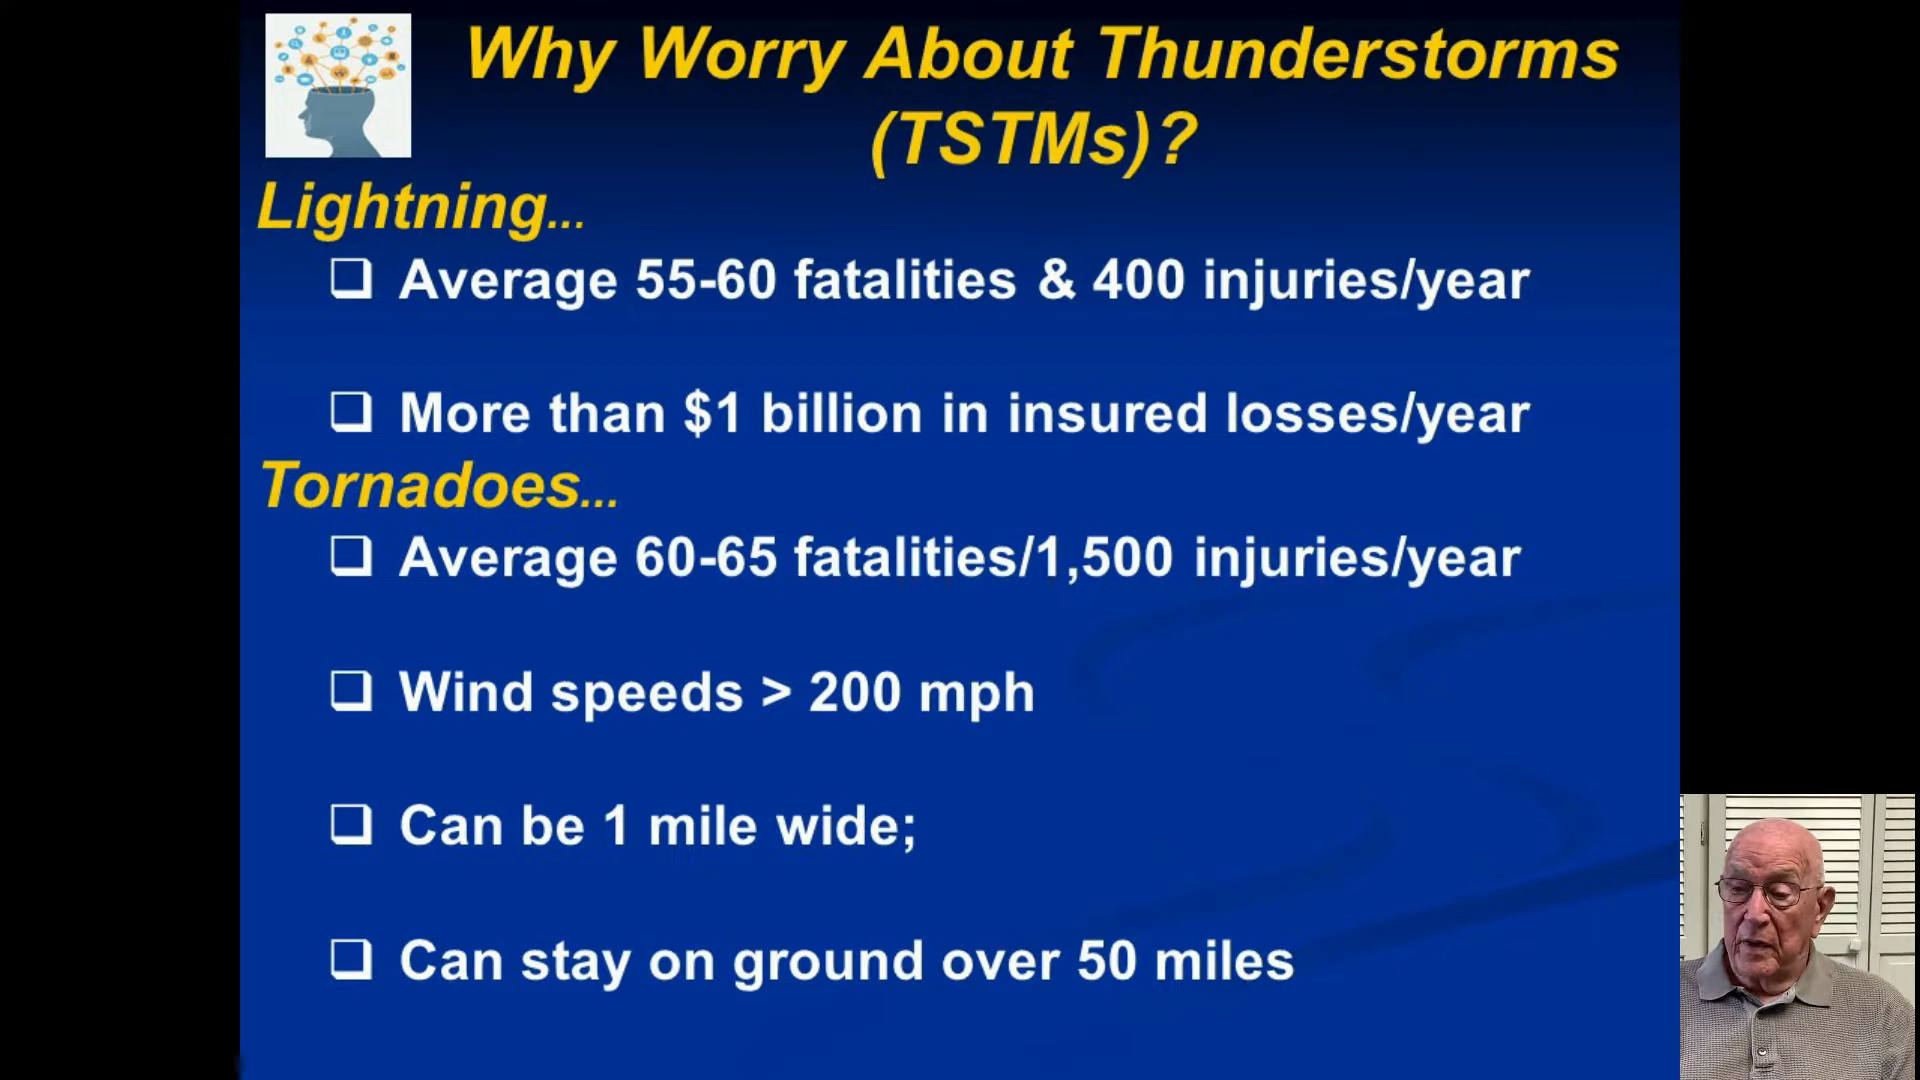 Why Worry About Thunderstorms
(TSTMs)?
Lightning...
Average 55-60 fatalities & 400 injuries/year
More than $1 billion in insured losses/year
Tornadoes...
Average 60-65 fatalities/1,500 injuries/year
Wind speeds > 200 mph
Can be 1 mile wide;
Can stay on ground over 50 miles